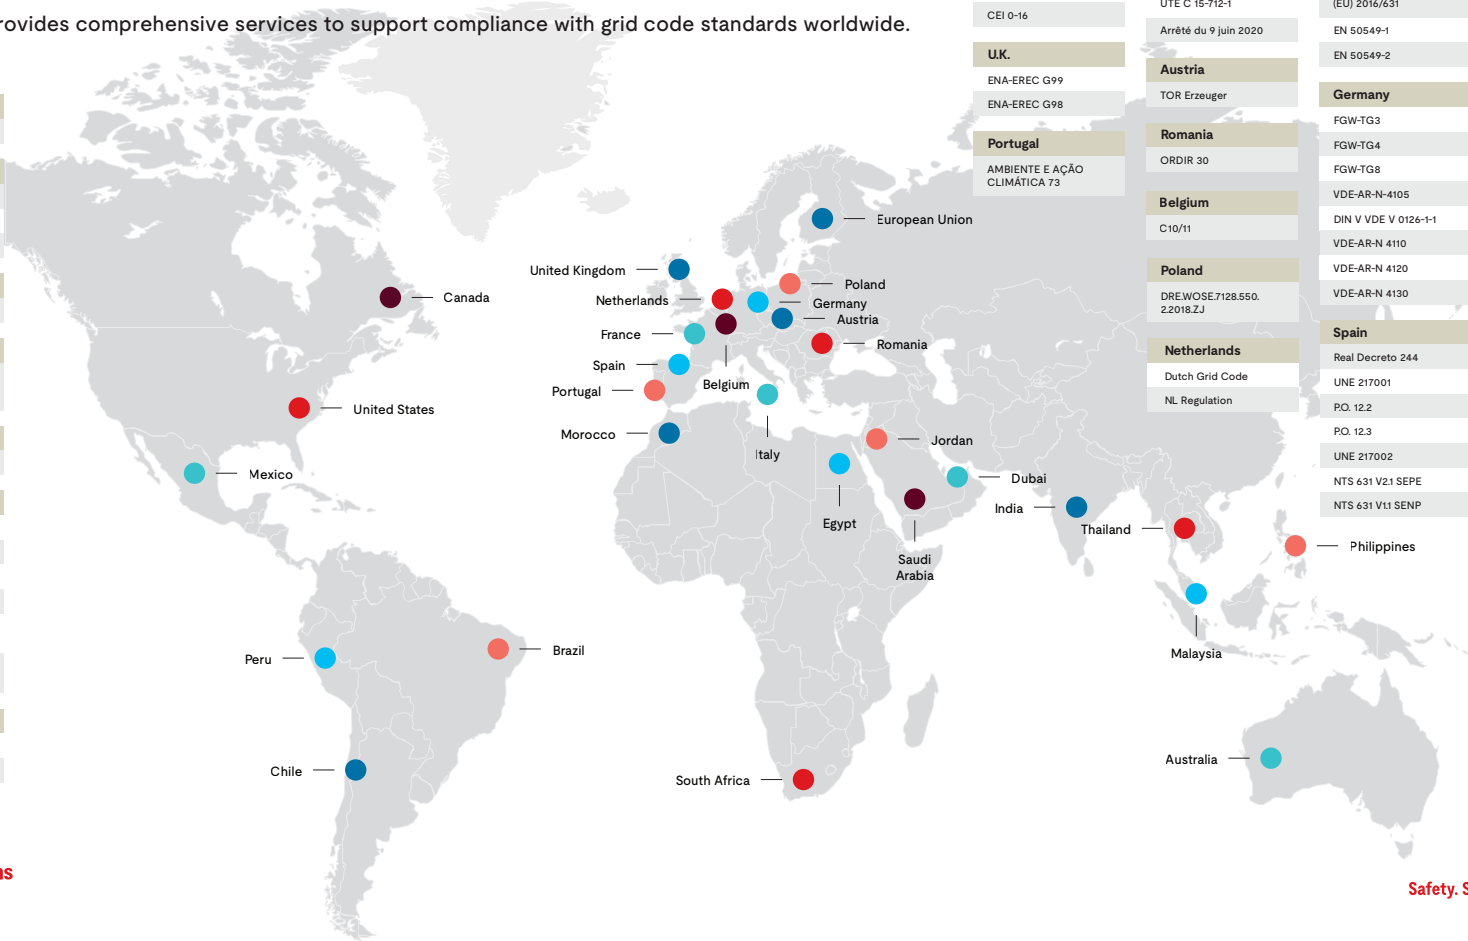 rovides comprehensive services to support compliance with grid code standards worldwide.
CEI 0-16
U.K.
ENA-EREC G99
ENA-EREC G98
Portugal
AMBIENTE E AÇÃO
CLIMÁTICA 73
UTE C 15-712-1
Arrêté du 9 juin 2020
Austria
TOR Erzeuger
Romania
ORDIR 30
Belgium
C10/11
Poland
DRE.WOSE.7128.550.
2.2018.ZJ
Netherlands
Dutch Grid Code
NL Regulation
(EU) 2016/631
EN 50549-1
EN 50549-2
Germany
FGW-TG3
FGW-TG4
FGW-TG8
VDE-AR-N-4105
DIN V VDE V 0126-1-1
VDE-AR-N 4110
VDE-AR-N 4120
VDE-AR-N 4130
Spain
Real Decreto 244
UNE 217001
P.O. 12.2
P.O. 12.3
UNE 217002
NTS 631 V2.1 SEPE
NTS 631 V1.1 SENP
European Union
United Kingdom
Poland
Canada
Netherlands
Germany
Austria
France
Romania
Spain
Belgium
Portugal
United States
Morocco
Jordan
Italy
Mexico
Dubai
India
Egypt
Thailand
Philippines
Saudi
Arabia
Brazil
Peru
Malaysia
Australia
Chile
South Africa
ns
Safety. S